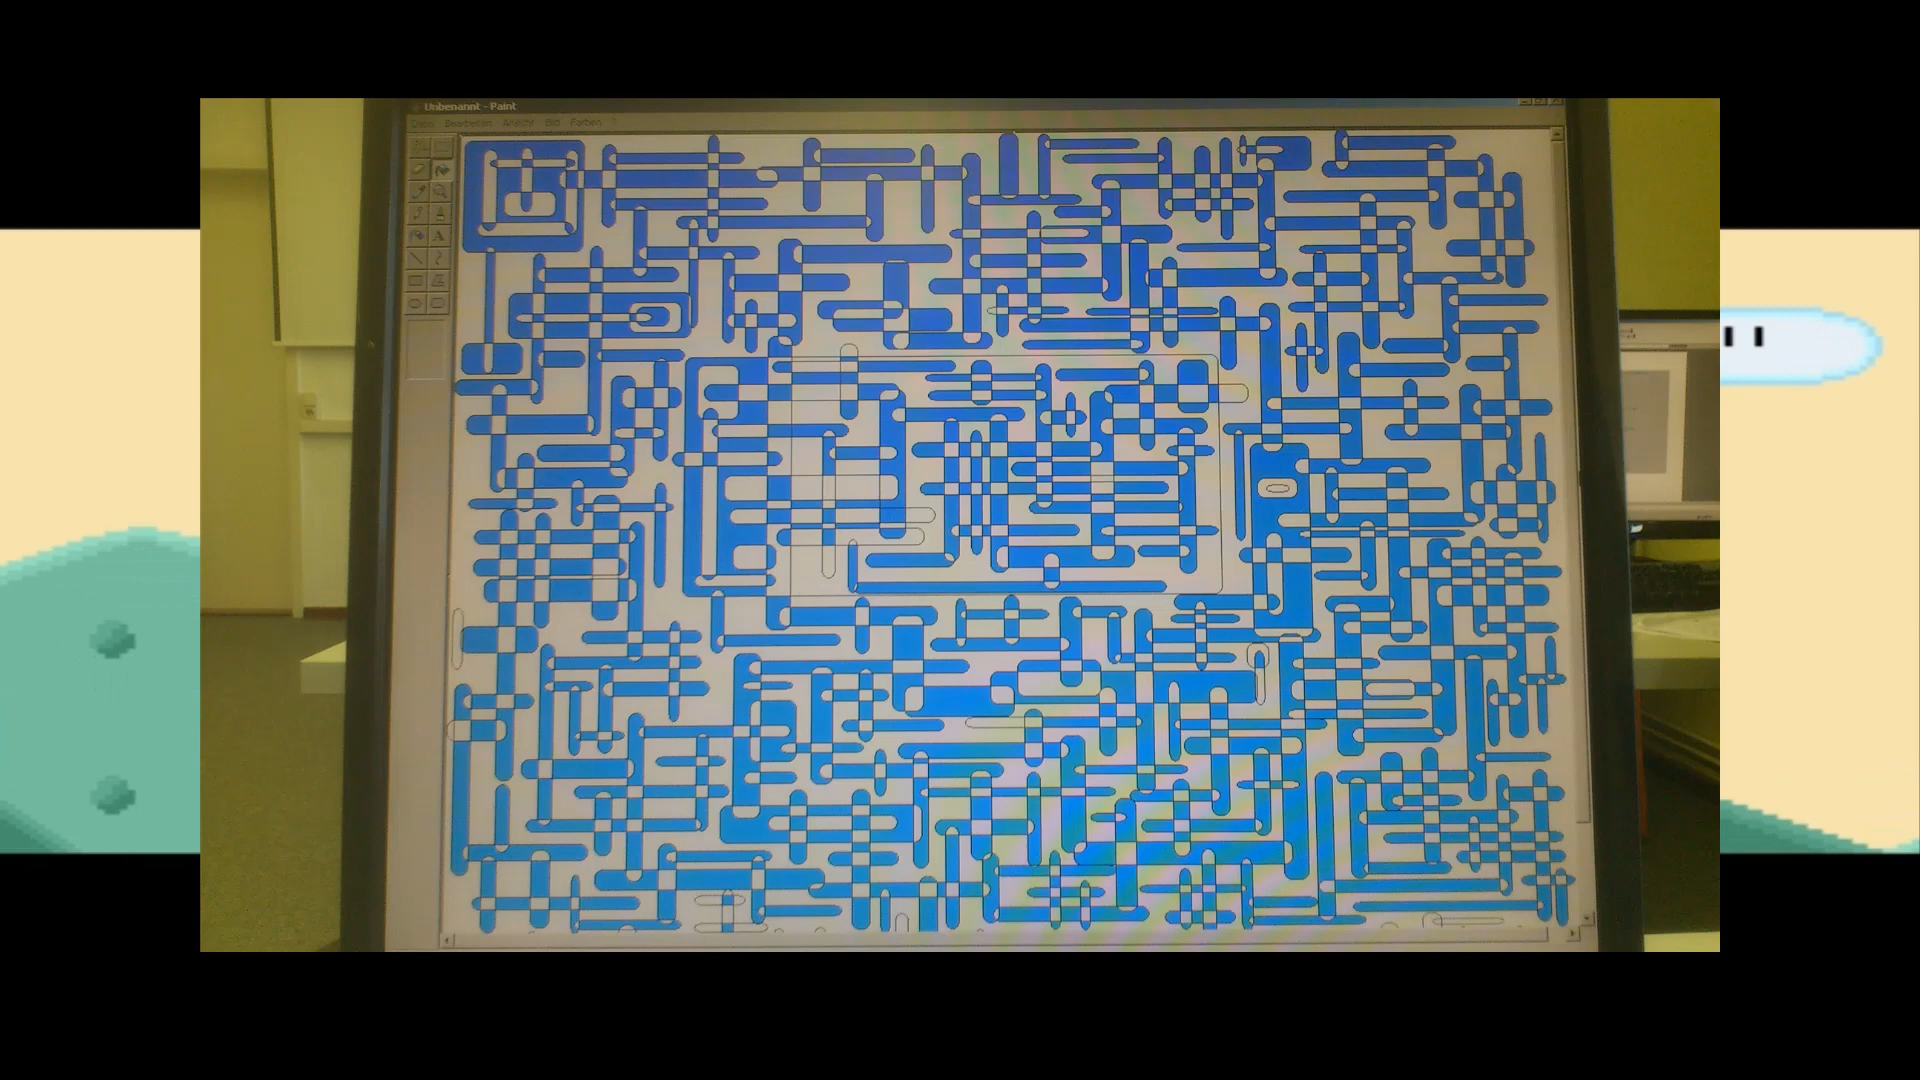 Unbenannt - Paint
Datei Bearbeiten Ansicht Bild Farben ?
A